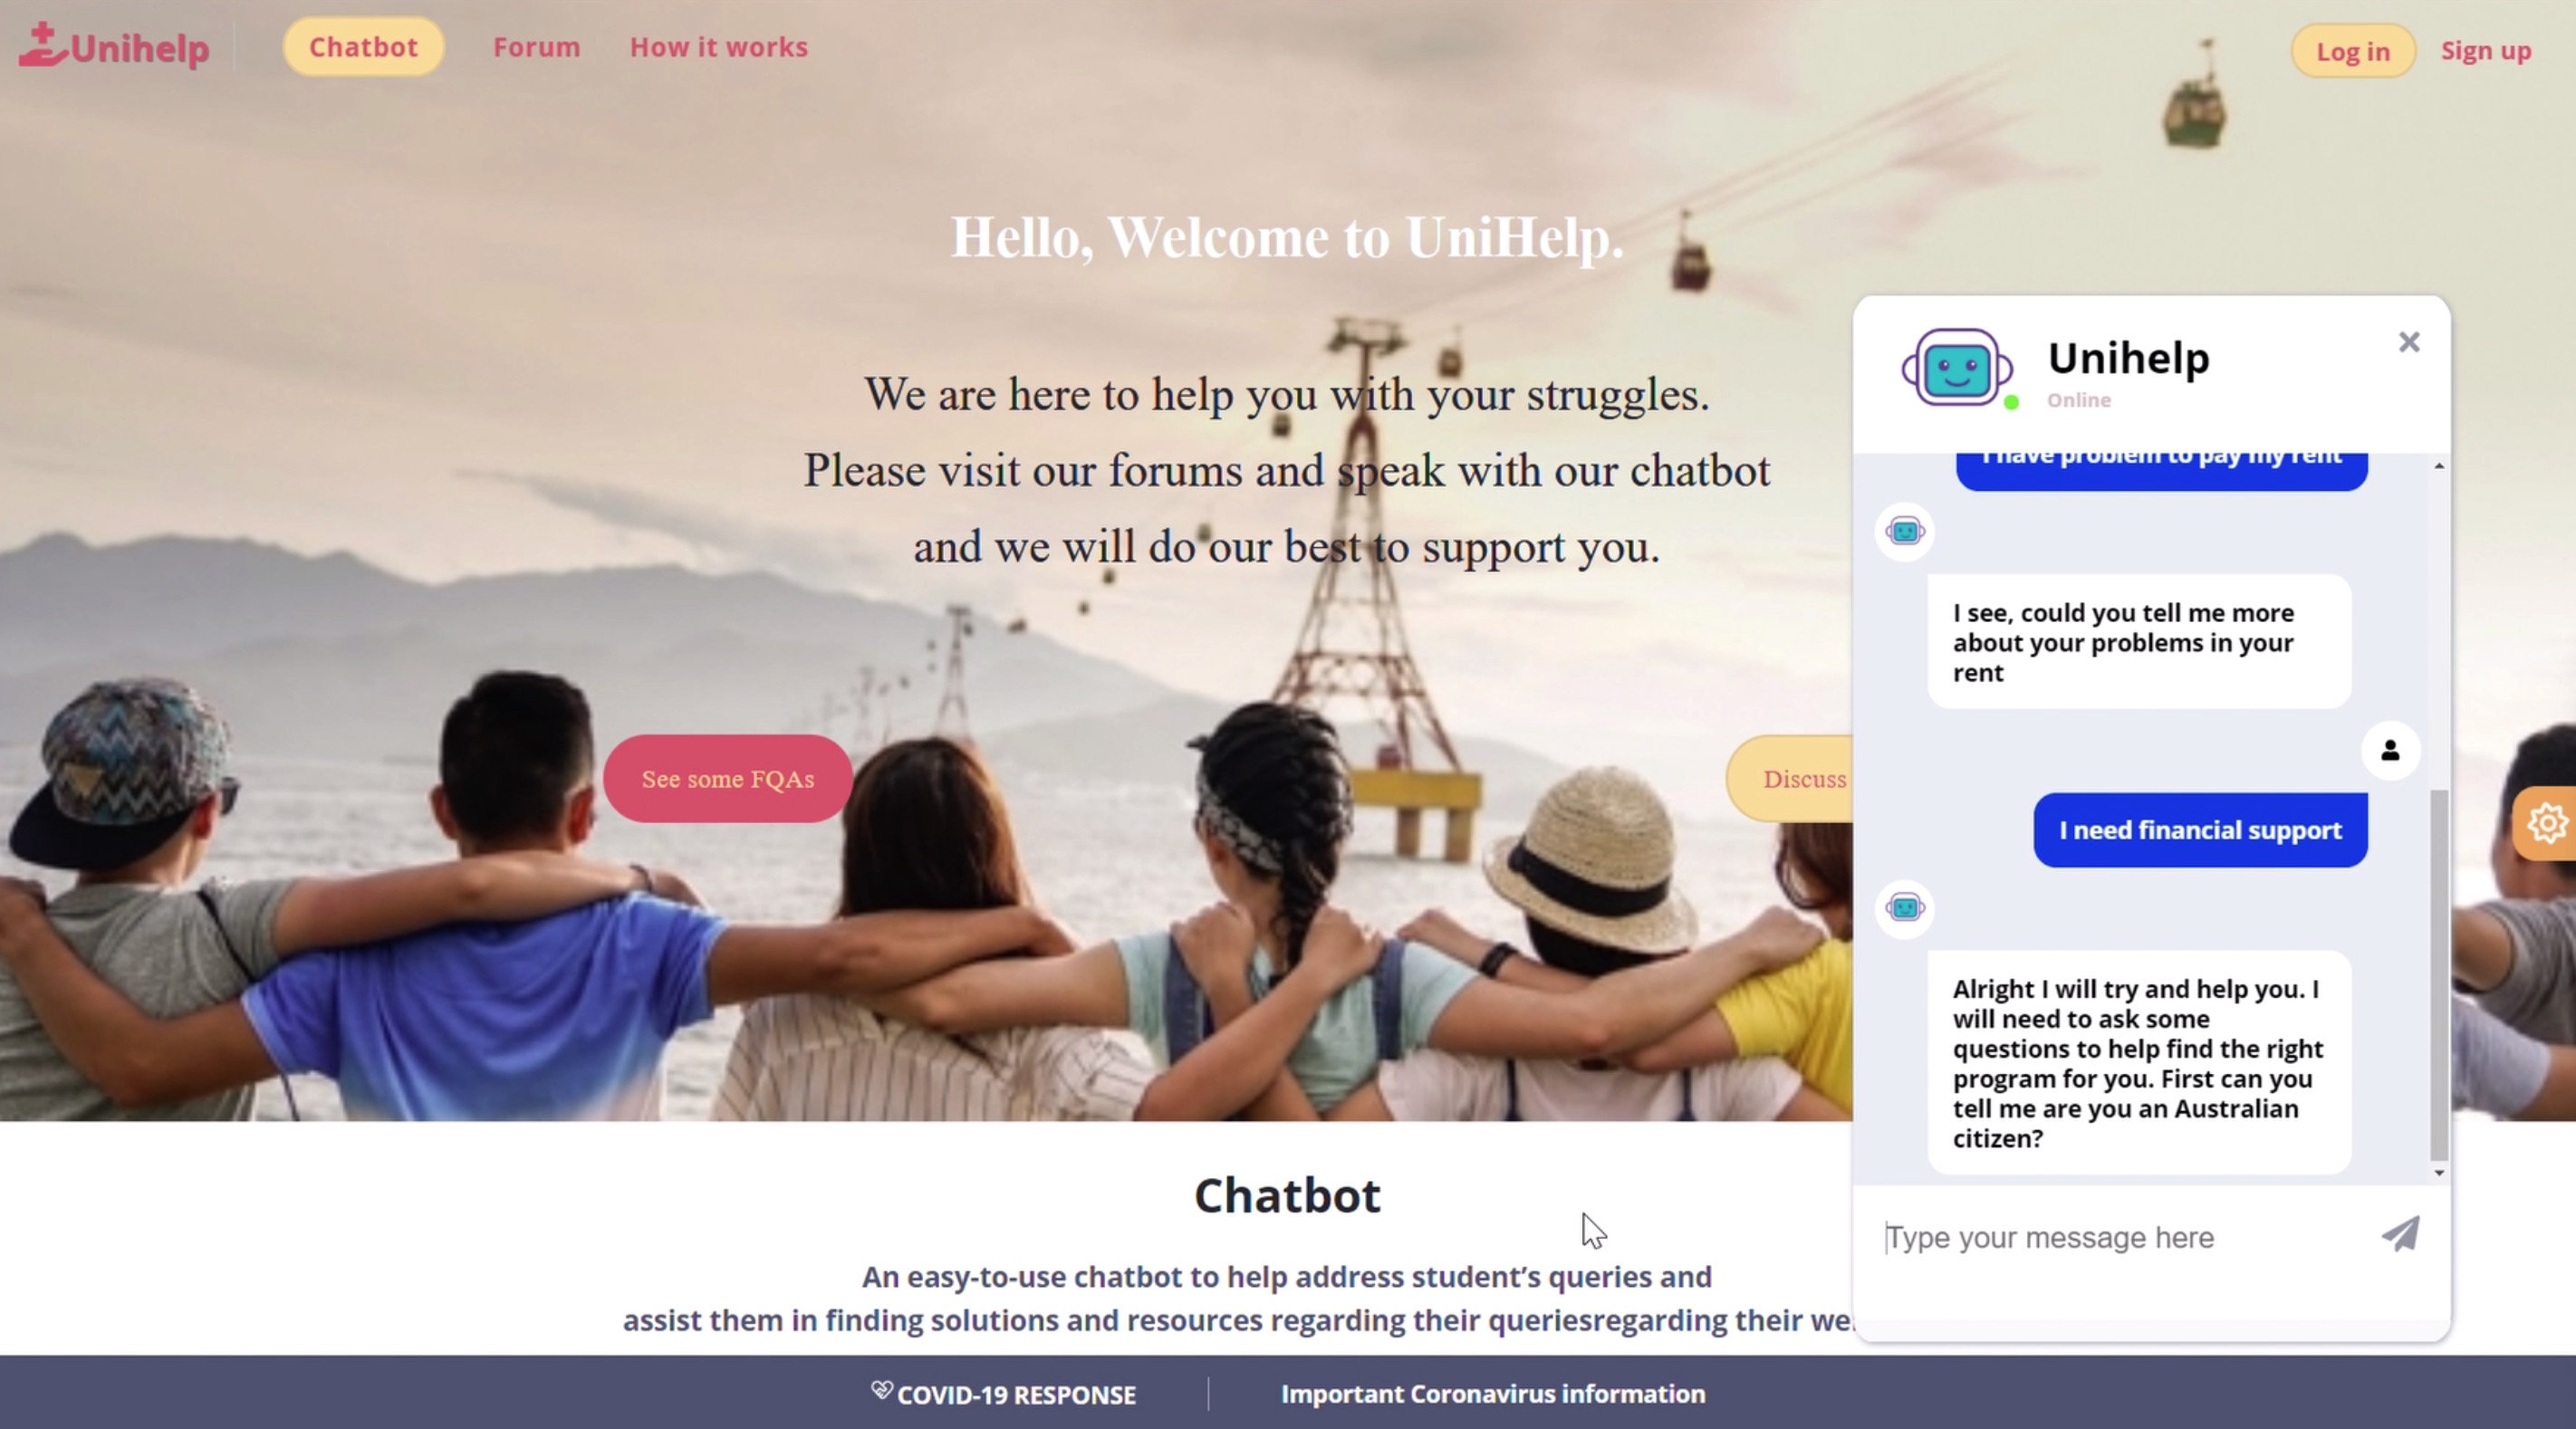 Unihelp
Chatbot
Forum
How it works
Log in
Sign up
Hello, Welcome to UniHelp.
We are here to help you with your struggles.
Please visit our forums and speak with our chatbot
and we will do our best to support you.
See some FQAs
Discuss
Unihelp
Online
I have problem to pay my rent
I see, could you tell me more
about your problems in your
rent
I need financial support
Alright I will try and help you. I
will need to ask some
questions to help find the right
program for you. First can you
tell me are you an Australian
citizen?
Type your message here
Chatbot
An easy-to-use chatbot to help address student’s queries and
assist them in finding solutions and resources regarding their queriesregarding their
COVID-19 RESPONSE
Important Coronavirus information